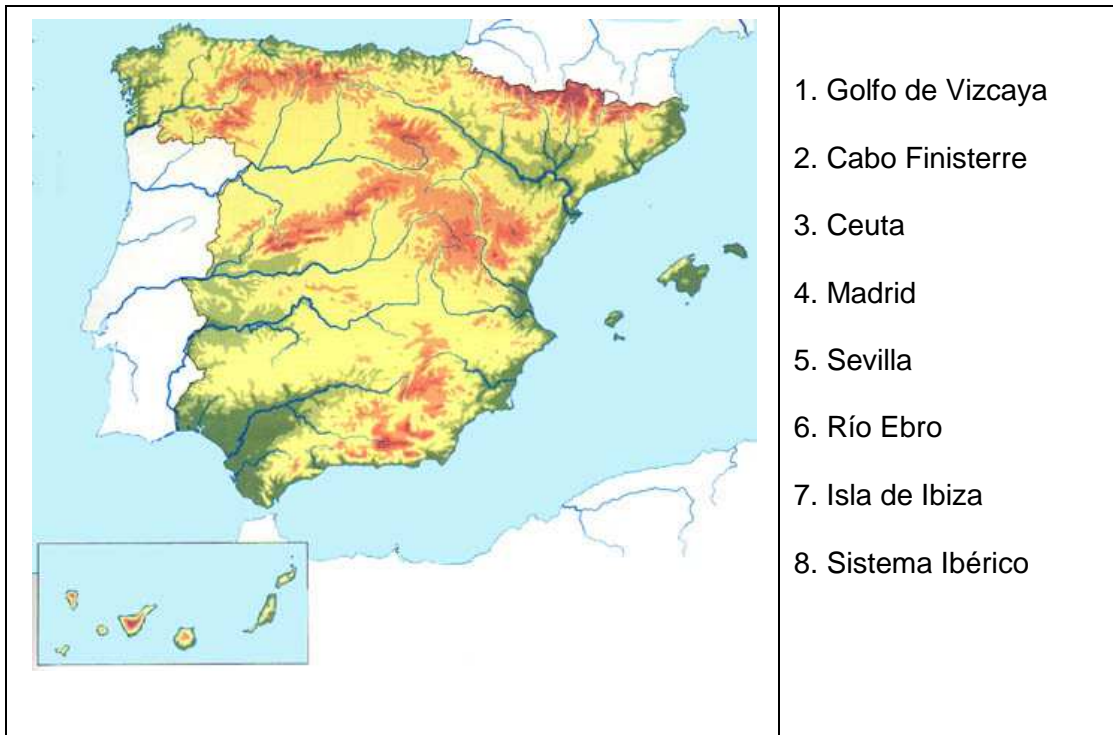 1. Golfo de Vizcaya
2. Cabo Finisterre
3. Ceuta
4. Madrid
5. Sevilla
6. Río Ebro
7. Isla de Ibiza
8. Sistema Ibérico